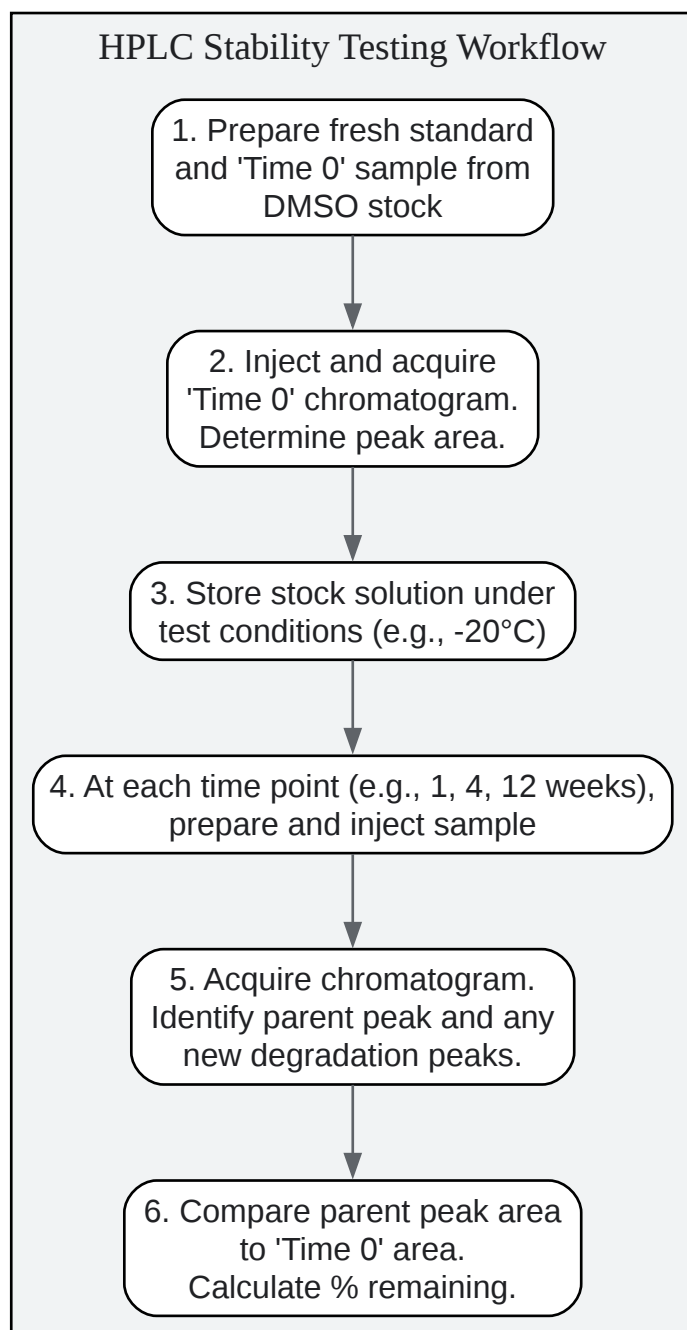 HPLC Stability Testing Workflow
1. Prepare fresh standard
and 'Time 0' sample from
DMSO stock
2. Inject and acquire
'Time 0' chromatogram.
Determine peak area.
3. Store stock solution under
test conditions (e.g., -20°C)
4. At each time point (e.g., 1, 4, 12 weeks),
prepare and inject sample
5. Acquire chromatogram.
Identify parent peak and any
new degradation peaks.
6. Compare parent peak area
to 'Time 0' area.
Calculate % remaining.